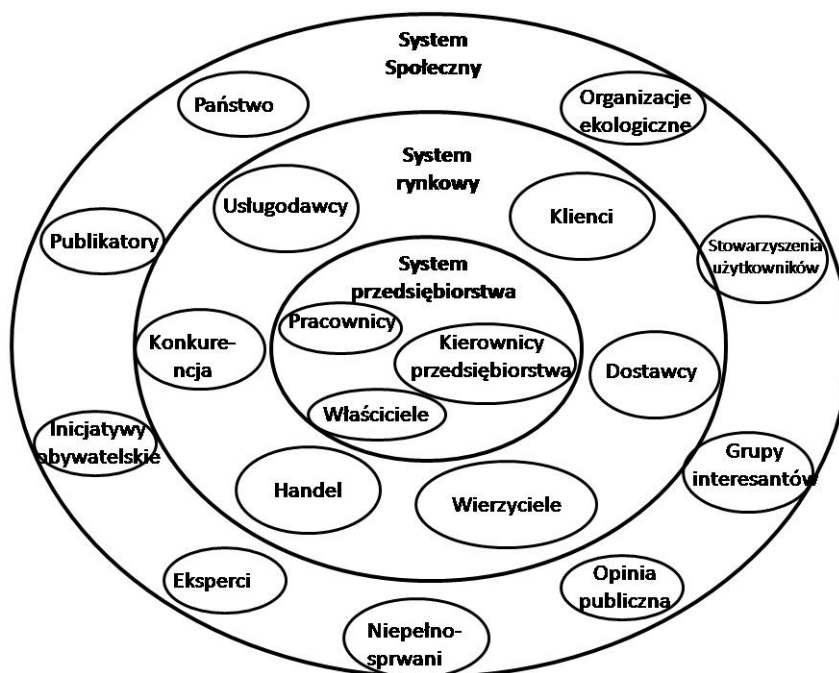 System
Społeczny
Państwo
Organizacje
ekologiczne
System
rynkowy
Usługodawcy
Klienci
Publikatory
Stowarzyszenia
użytkowników
System
przedsiębiorstwa
Pracownicy
Kierownicy
przedsiębiorstwa
Konkure-
ncja
Dostawcy
Właściciele
Inicjatywy
obywatelskie
Grupy
interesantów
Handel
Wierzyciele
Eksperci
Opinia
publiczna
Niepełno-
sprwani